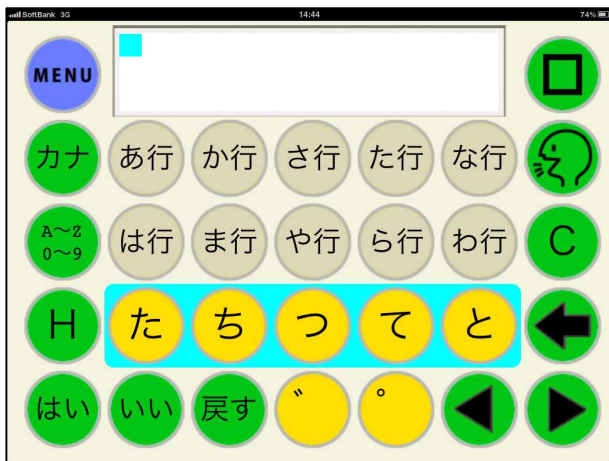 SoftBank 3G 14:44 74%
MENU
カナ あ行 か行 さ行 た行 な行
A〜Z
0〜9
は行 ま行 や行 ら行 わ行 C
H た ち つ て と
はい いい 戻す ゛ ゜